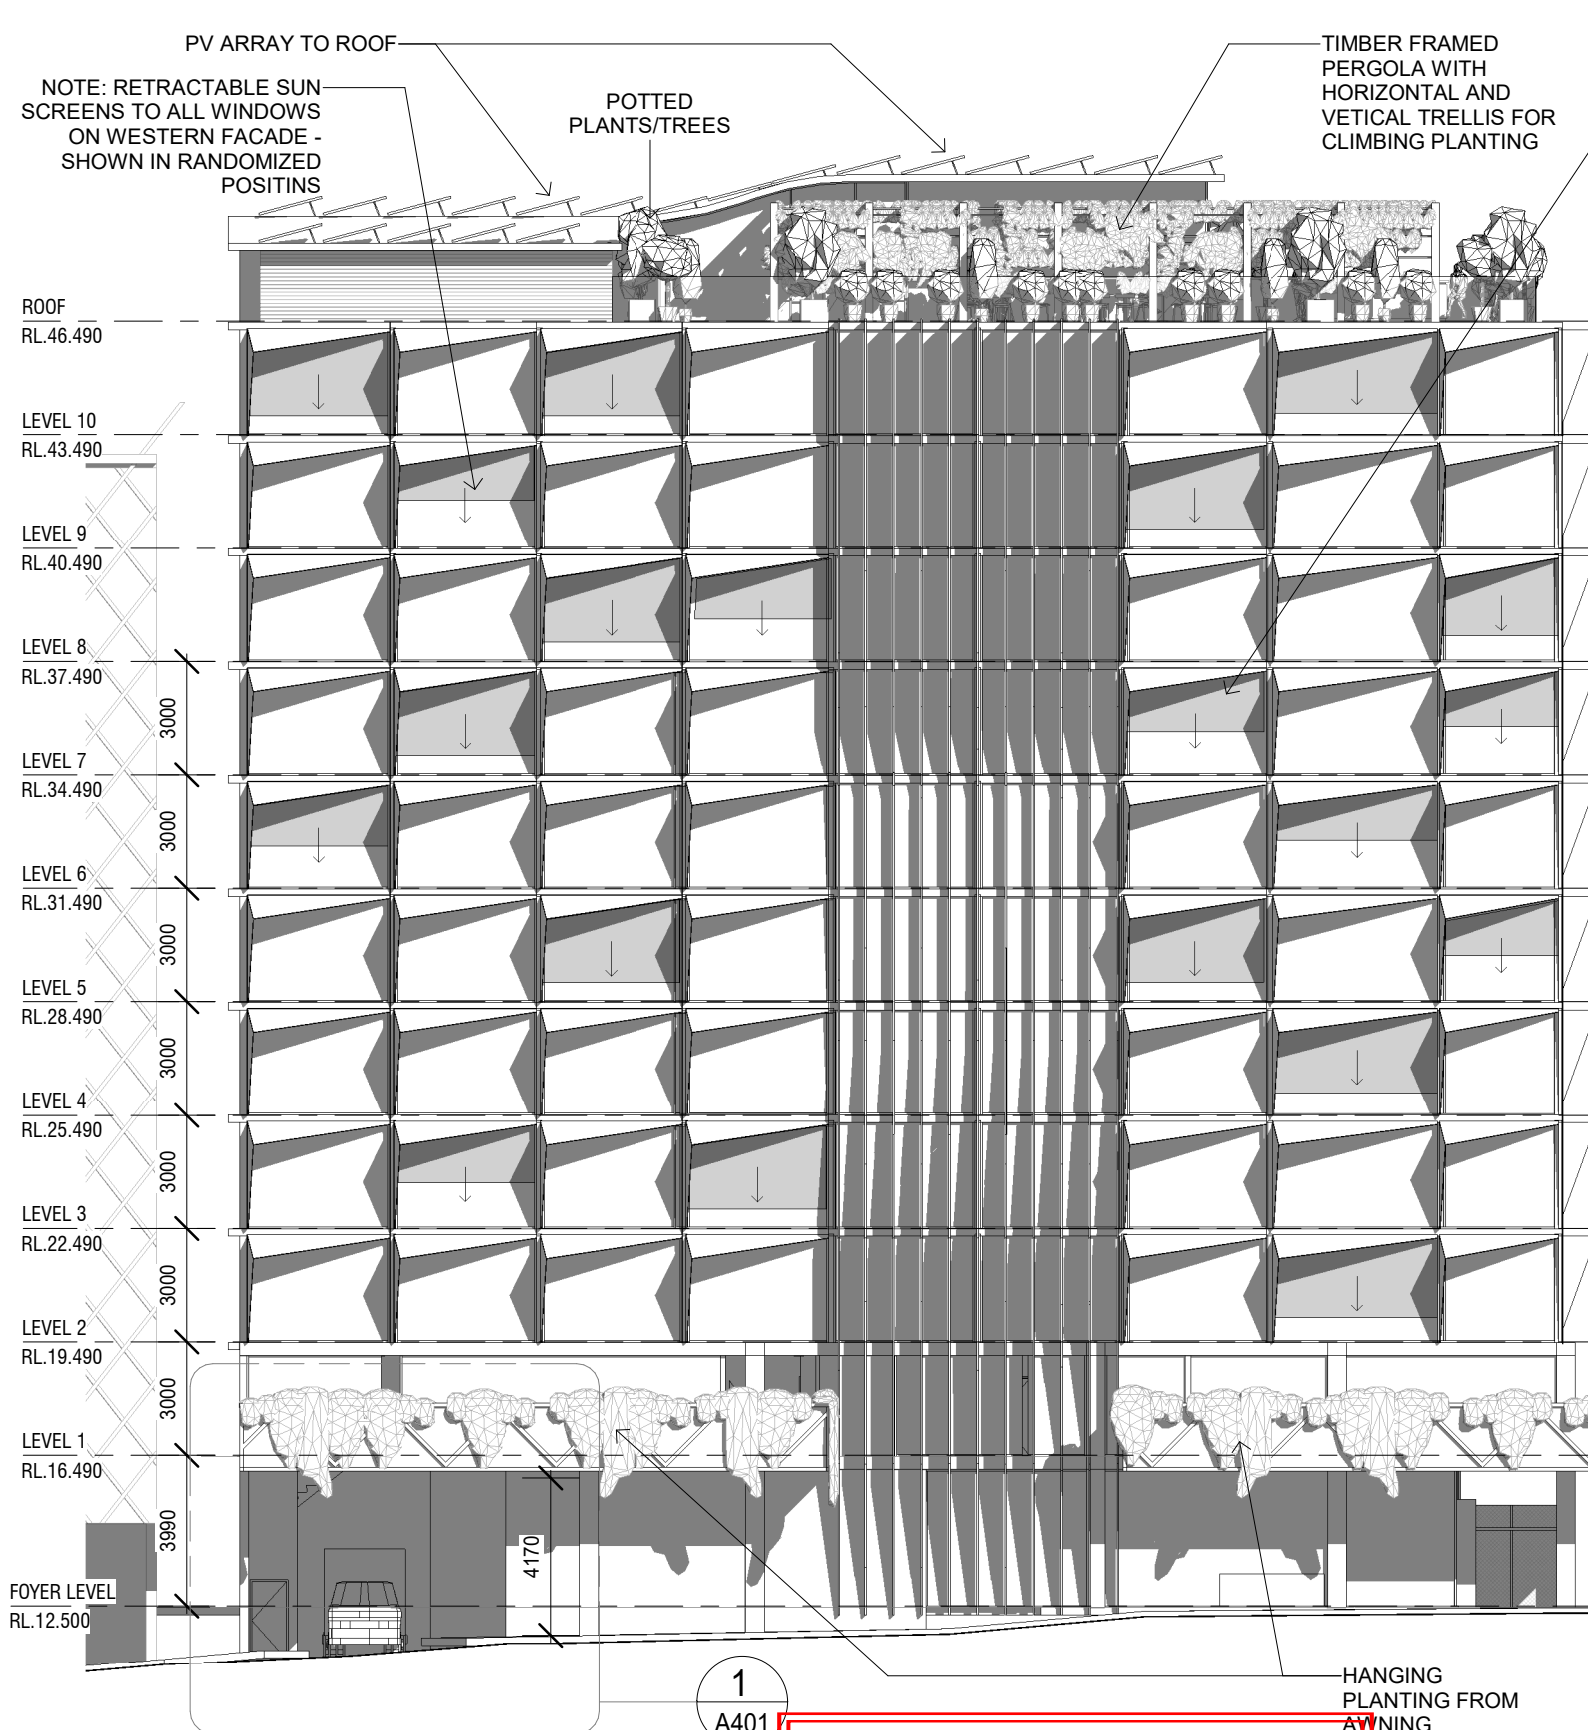 PV ARRAY TO ROOF
NOTE: RETRACTABLE SUN
SCREENS TO ALL WINDOWS
ON WESTERN FACADE -
SHOWN IN RANDOMIZED
POSITINS
POTTED
PLANTS/TREES
TIMBER FRAMED
PERGOLA WITH
HORIZONTAL AND
VETICAL TRELLIS FOR
CLIMBING PLANTING
ROOF
RL.46.490
LEVEL 10
RL.43.490
LEVEL 9
RL.40.490
LEVEL 8
RL.37.490
3000
LEVEL 7
RL.34.490
3000
LEVEL 6
RL.31.490
3000
LEVEL 5
RL.28.490
3000
LEVEL 4
RL.25.490
3000
LEVEL 3
RL.22.490
3000
LEVEL 2
RL.19.490
3000
LEVEL 1
RL.16.490
3990
4170
FOYER LEVEL
RL.12.500
1
A401
HANGING
PLANTING FROM
AWNING